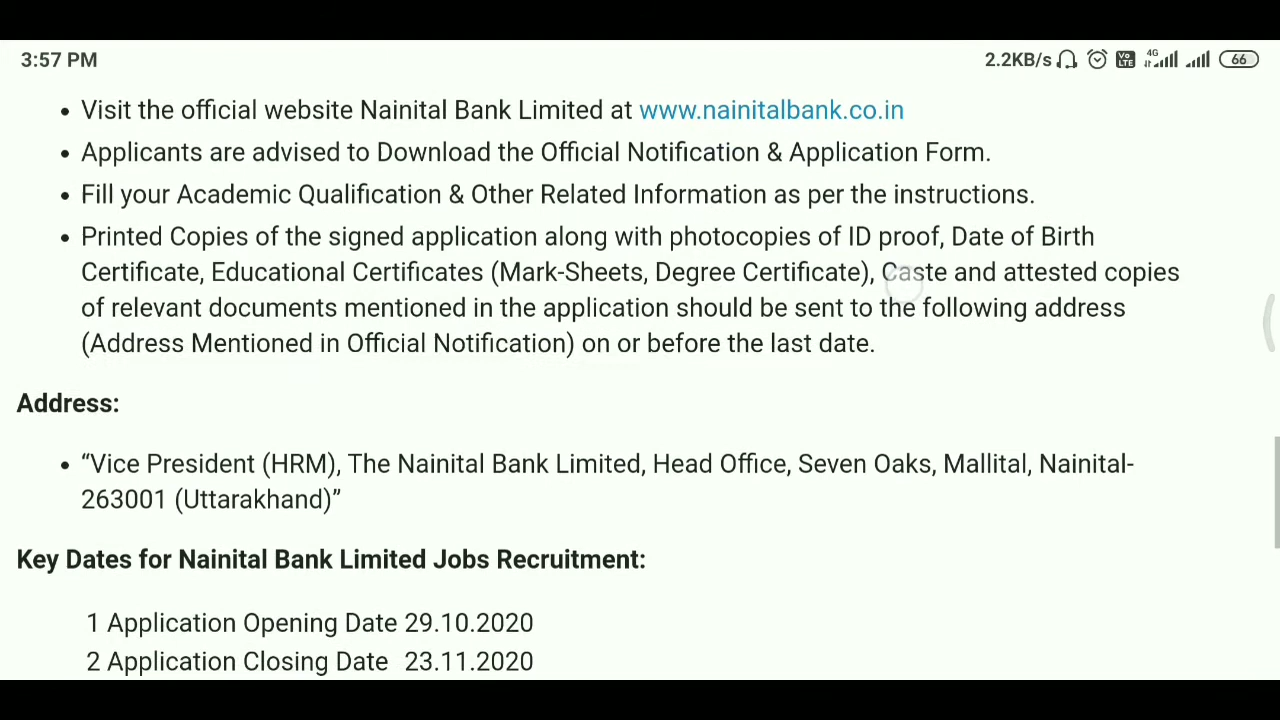 3:57 PM 2.2KB/s Vo LTE 4G 66
• Visit the official website Nainital Bank Limited at www.nainitalbank.co.in
• Applicants are advised to Download the Official Notification & Application Form.
• Fill your Academic Qualification & Other Related Information as per the instructions.
• Printed Copies of the signed application along with photocopies of ID proof, Date of Birth
Certificate, Educational Certificates (Mark-Sheets, Degree Certificate), Caste and attested copies
of relevant documents mentioned in the application should be sent to the following address
(Address Mentioned in Official Notification) on or before the last date.
Address:
• “Vice President (HRM), The Nainital Bank Limited, Head Office, Seven Oaks, Mallital, Nainital-
263001 (Uttarakhand)”
Key Dates for Nainital Bank Limited Jobs Recruitment:
1 Application Opening Date 29.10.2020
2 Application Closing Date 23.11.2020